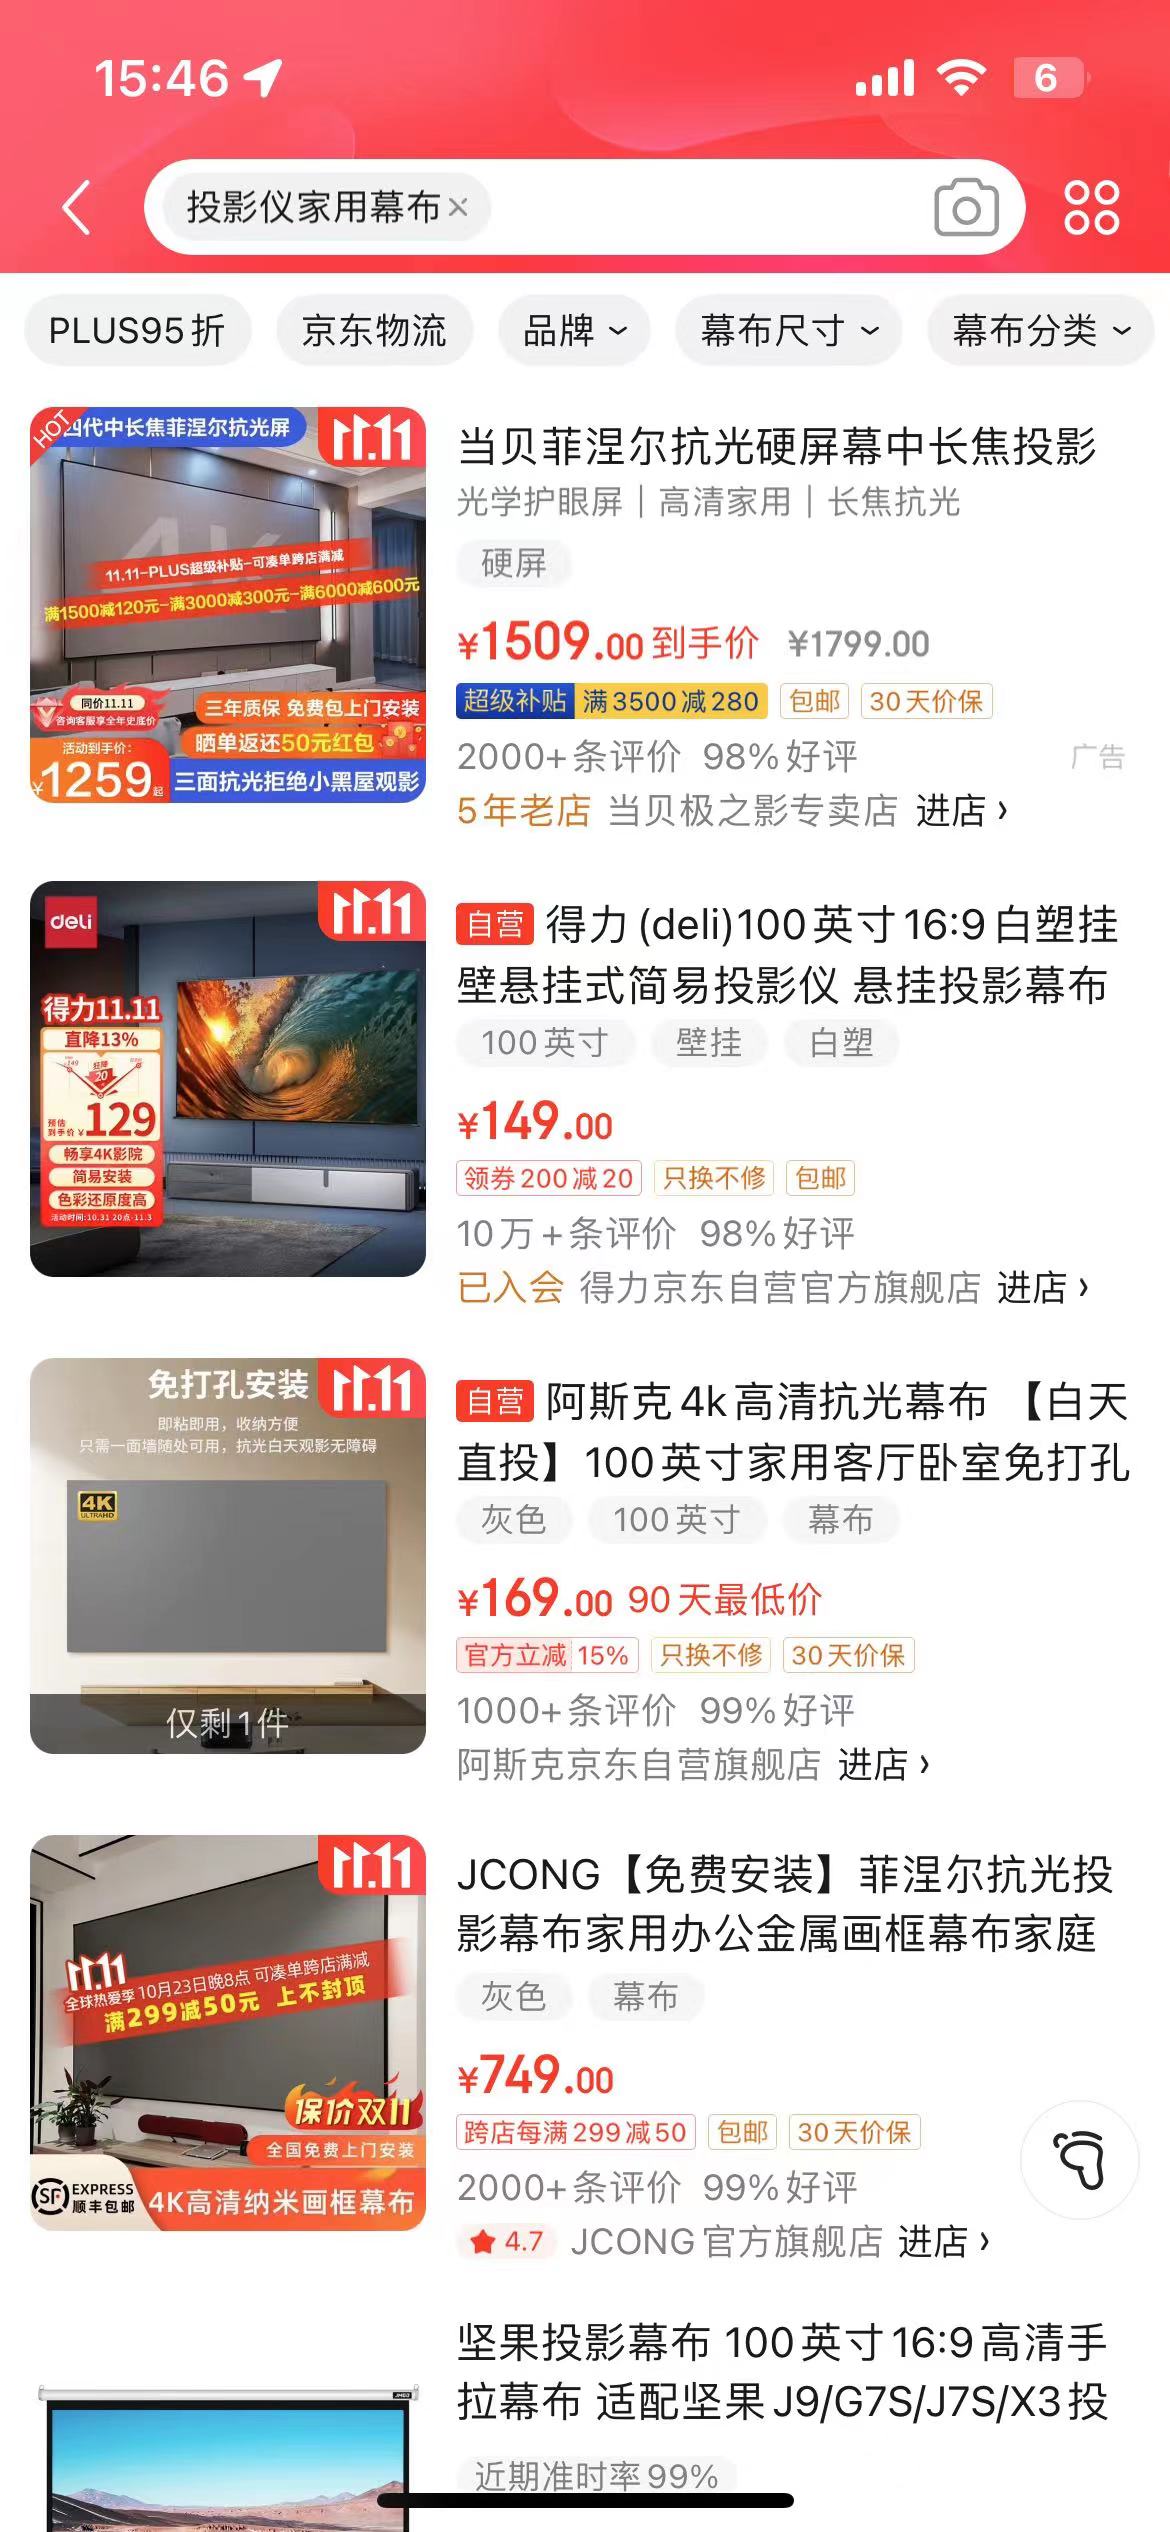 15:46
6
投影仪家用幕布×
PLUS95折
京东物流
品牌
幕布尺寸
幕布分类
HOT
四代中长焦菲涅尔抗光屏
11.11
11.11-PLUS超级补贴-可凑单跨店满减
满1500减120元-满3000减300元-满6000减600元
同价11.11
咨询客服享全年史底价
三年质保 免费包上门安装
晒单返还50元红包
活动到手价:
¥1259起
三面抗光拒绝小黑屋观影
当贝菲涅尔抗光硬屏幕中长焦投影
光学护眼屏｜高清家用｜长焦抗光
硬屏
¥1509.00到手价 ¥1799.00
超级补贴 满3500减280 包邮 30天价保
2000+条评价 98%好评
广告
5年老店 当贝极之影专卖店 进店›
deli
11.11
得力11.11
直降13%
149
狂降
20
预估
到手价 ¥129
畅享4K影院
简易安装
色彩还原度高
活动时间:10.31 20点-11.3
自营 得力(deli)100英寸16:9白塑挂
壁悬挂式简易投影仪 悬挂投影幕布
100英寸 壁挂 白塑
¥149.00
领券200减20 只换不修 包邮
10万+条评价 98%好评
已入会 得力京东自营官方旗舰店 进店›
免打孔安装
11.11
即粘即用，收纳方便
只需一面墙随处可用，抗光白天观影无障碍
4K
ULTRAHD
仅剩1件
自营 阿斯克4k高清抗光幕布 【白天
直投】100英寸家用客厅卧室免打孔
灰色 100英寸 幕布
¥169.00 90天最低价
官方立减 15% 只换不修 30天价保
1000+条评价 99%好评
阿斯克京东自营旗舰店 进店›
11.11
11.11
全球热爱季 10月23日晚8点 可凑单跨店满减
满299减50元 上不封顶
保价双11
全国免费上门安装
SF EXPRESS
顺丰包邮
4K高清纳米画框幕布
JCONG【免费安装】菲涅尔抗光投
影幕布家用办公金属画框幕布家庭
灰色 幕布
¥749.00
跨店每满299减50 包邮 30天价保
2000+条评价 99%好评
4.7 JCONG官方旗舰店 进店›
坚果投影幕布 100英寸16:9高清手
拉幕布 适配坚果J9/G7S/J7S/X3投
近期准时率99%